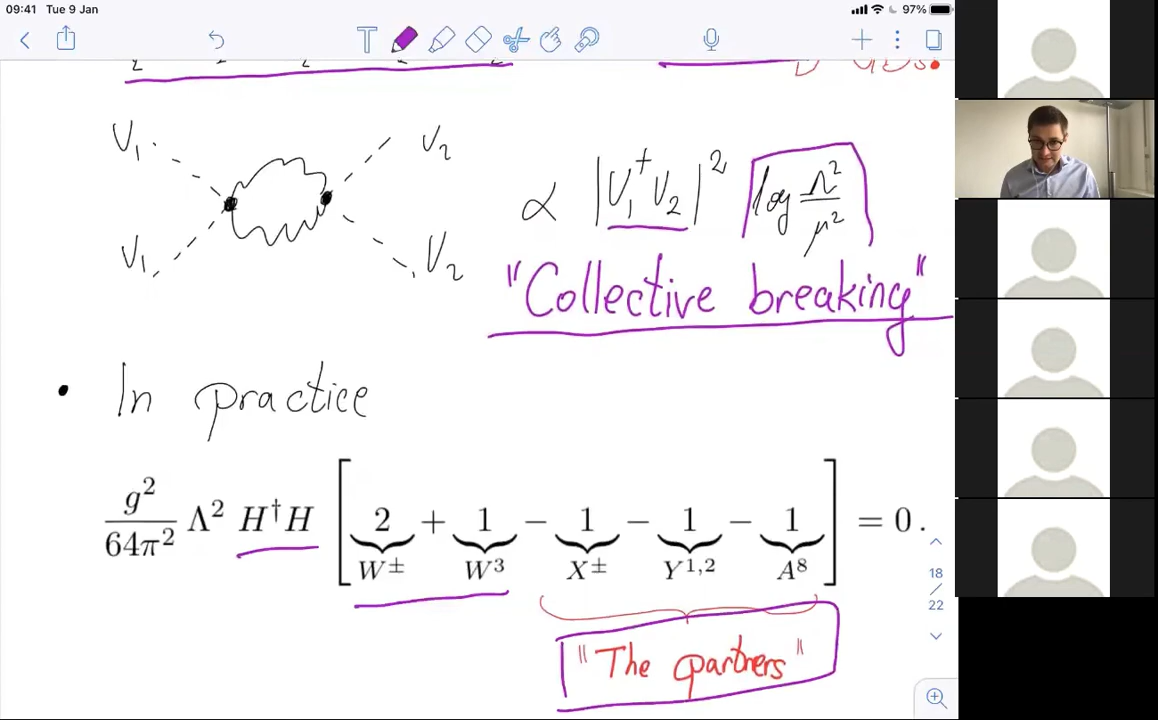 09:41 Tue 9 Jan
97%
V₁ V₂
∝ |V₁†V₂|² log Λ²/μ²
V₁ V₂
"Collective breaking"
• In practice
g²/64π² Λ² H†H [ 2 + 1 − 1 − 1 − 1 ] = 0 .
W± W³ X± Y¹,² A⁸
18
/
22
"The partners"